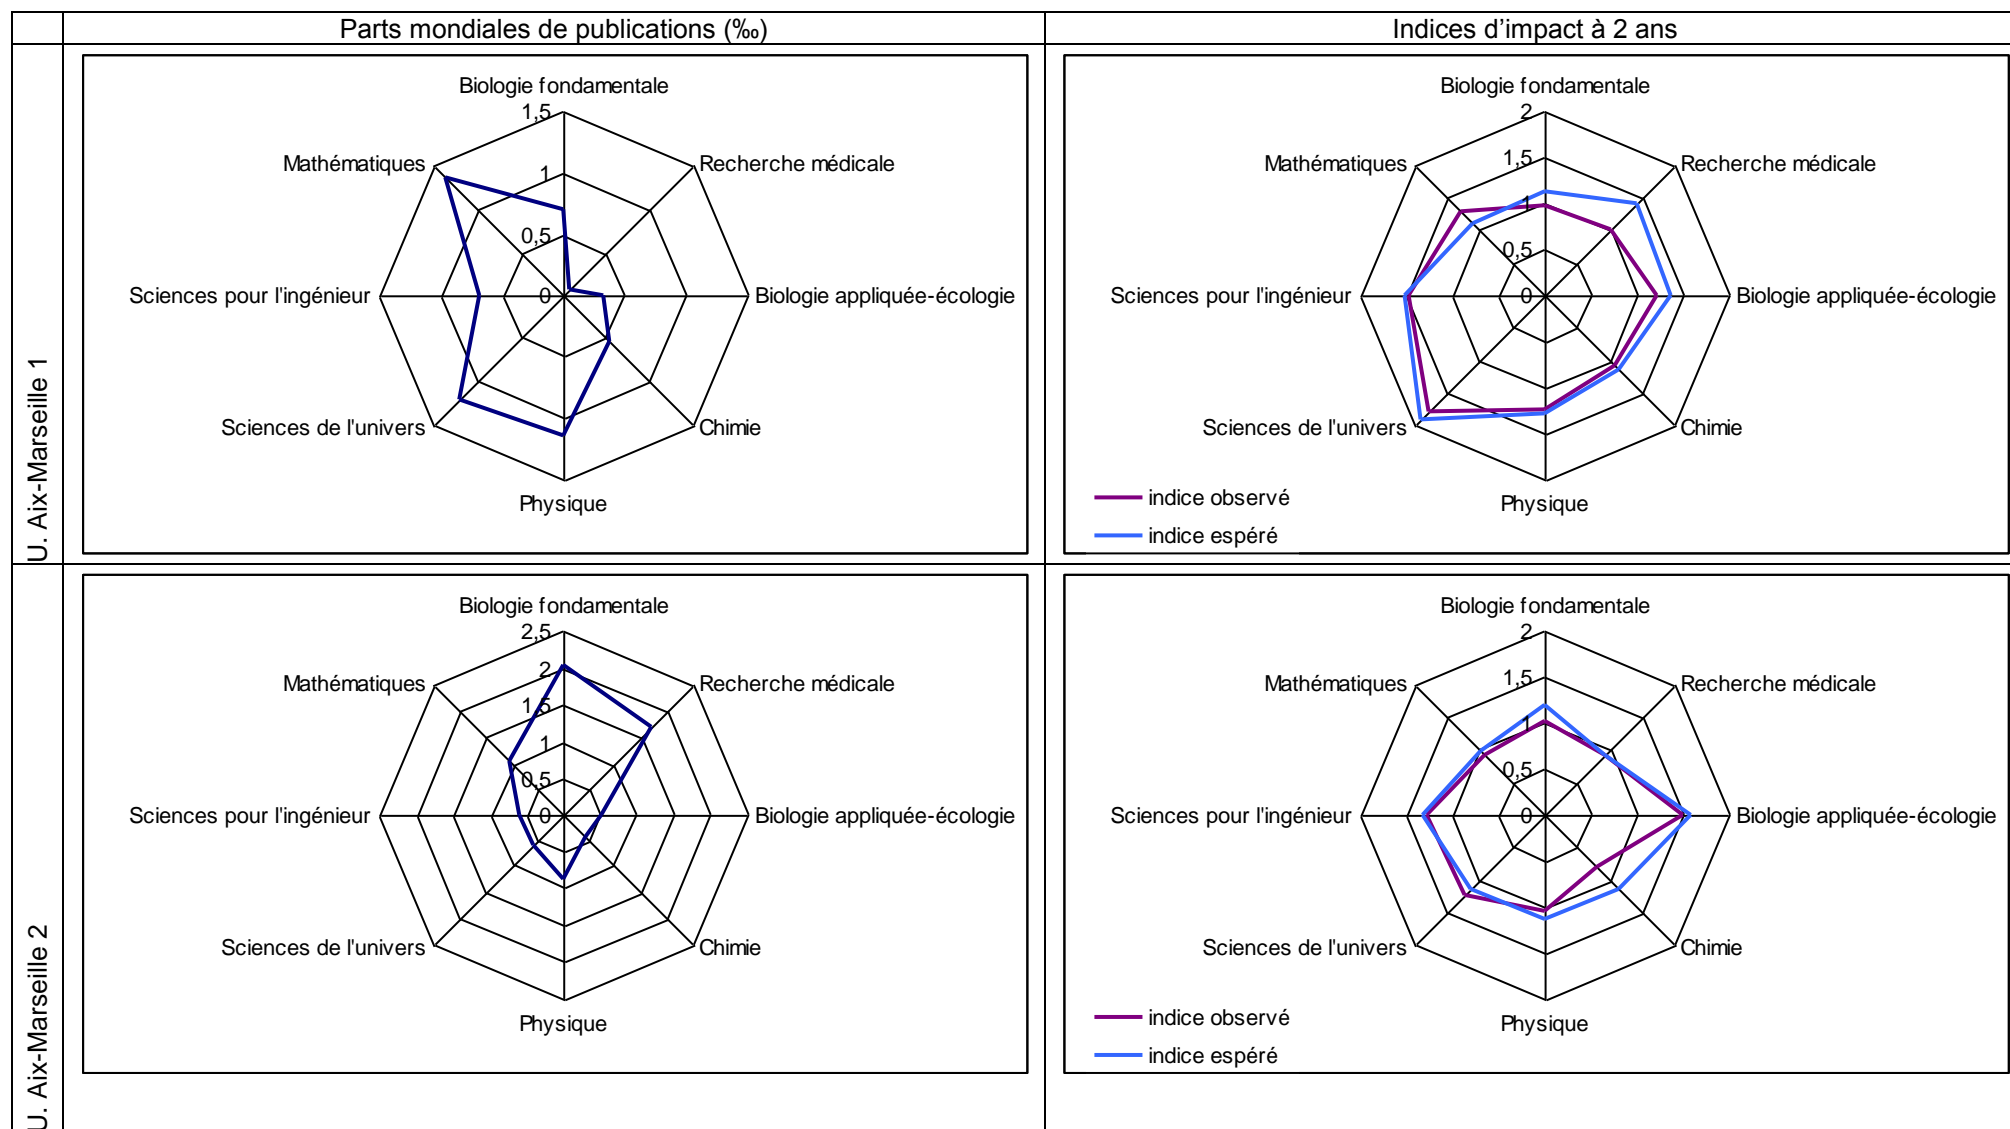 Parts mondiales de publications (‰)
Indices d'impact à 2 ans
U. Aix-Marseille 1
Biologie fondamentale
1,5
Mathématiques
Recherche médicale
1
0,5
Sciences pour l'ingénieur
0
Biologie appliquée-écologie
Sciences de l'univers
Chimie
Physique
Biologie fondamentale
2
Mathématiques
1,5
Recherche médicale
1
0,5
Sciences pour l'ingénieur
0
Biologie appliquée-écologie
Sciences de l'univers
Chimie
indice observé
Physique
indice espéré
U. Aix-Marseille 2
Biologie fondamentale
2,5
Mathématiques
2
Recherche médicale
1,5
1
0,5
Sciences pour l'ingénieur
0
Biologie appliquée-écologie
Sciences de l'univers
Chimie
Physique
Biologie fondamentale
2
Mathématiques
1,5
Recherche médicale
1
0,5
Sciences pour l'ingénieur
0
Biologie appliquée-écologie
Sciences de l'univers
Chimie
indice observé
Physique
indice espéré